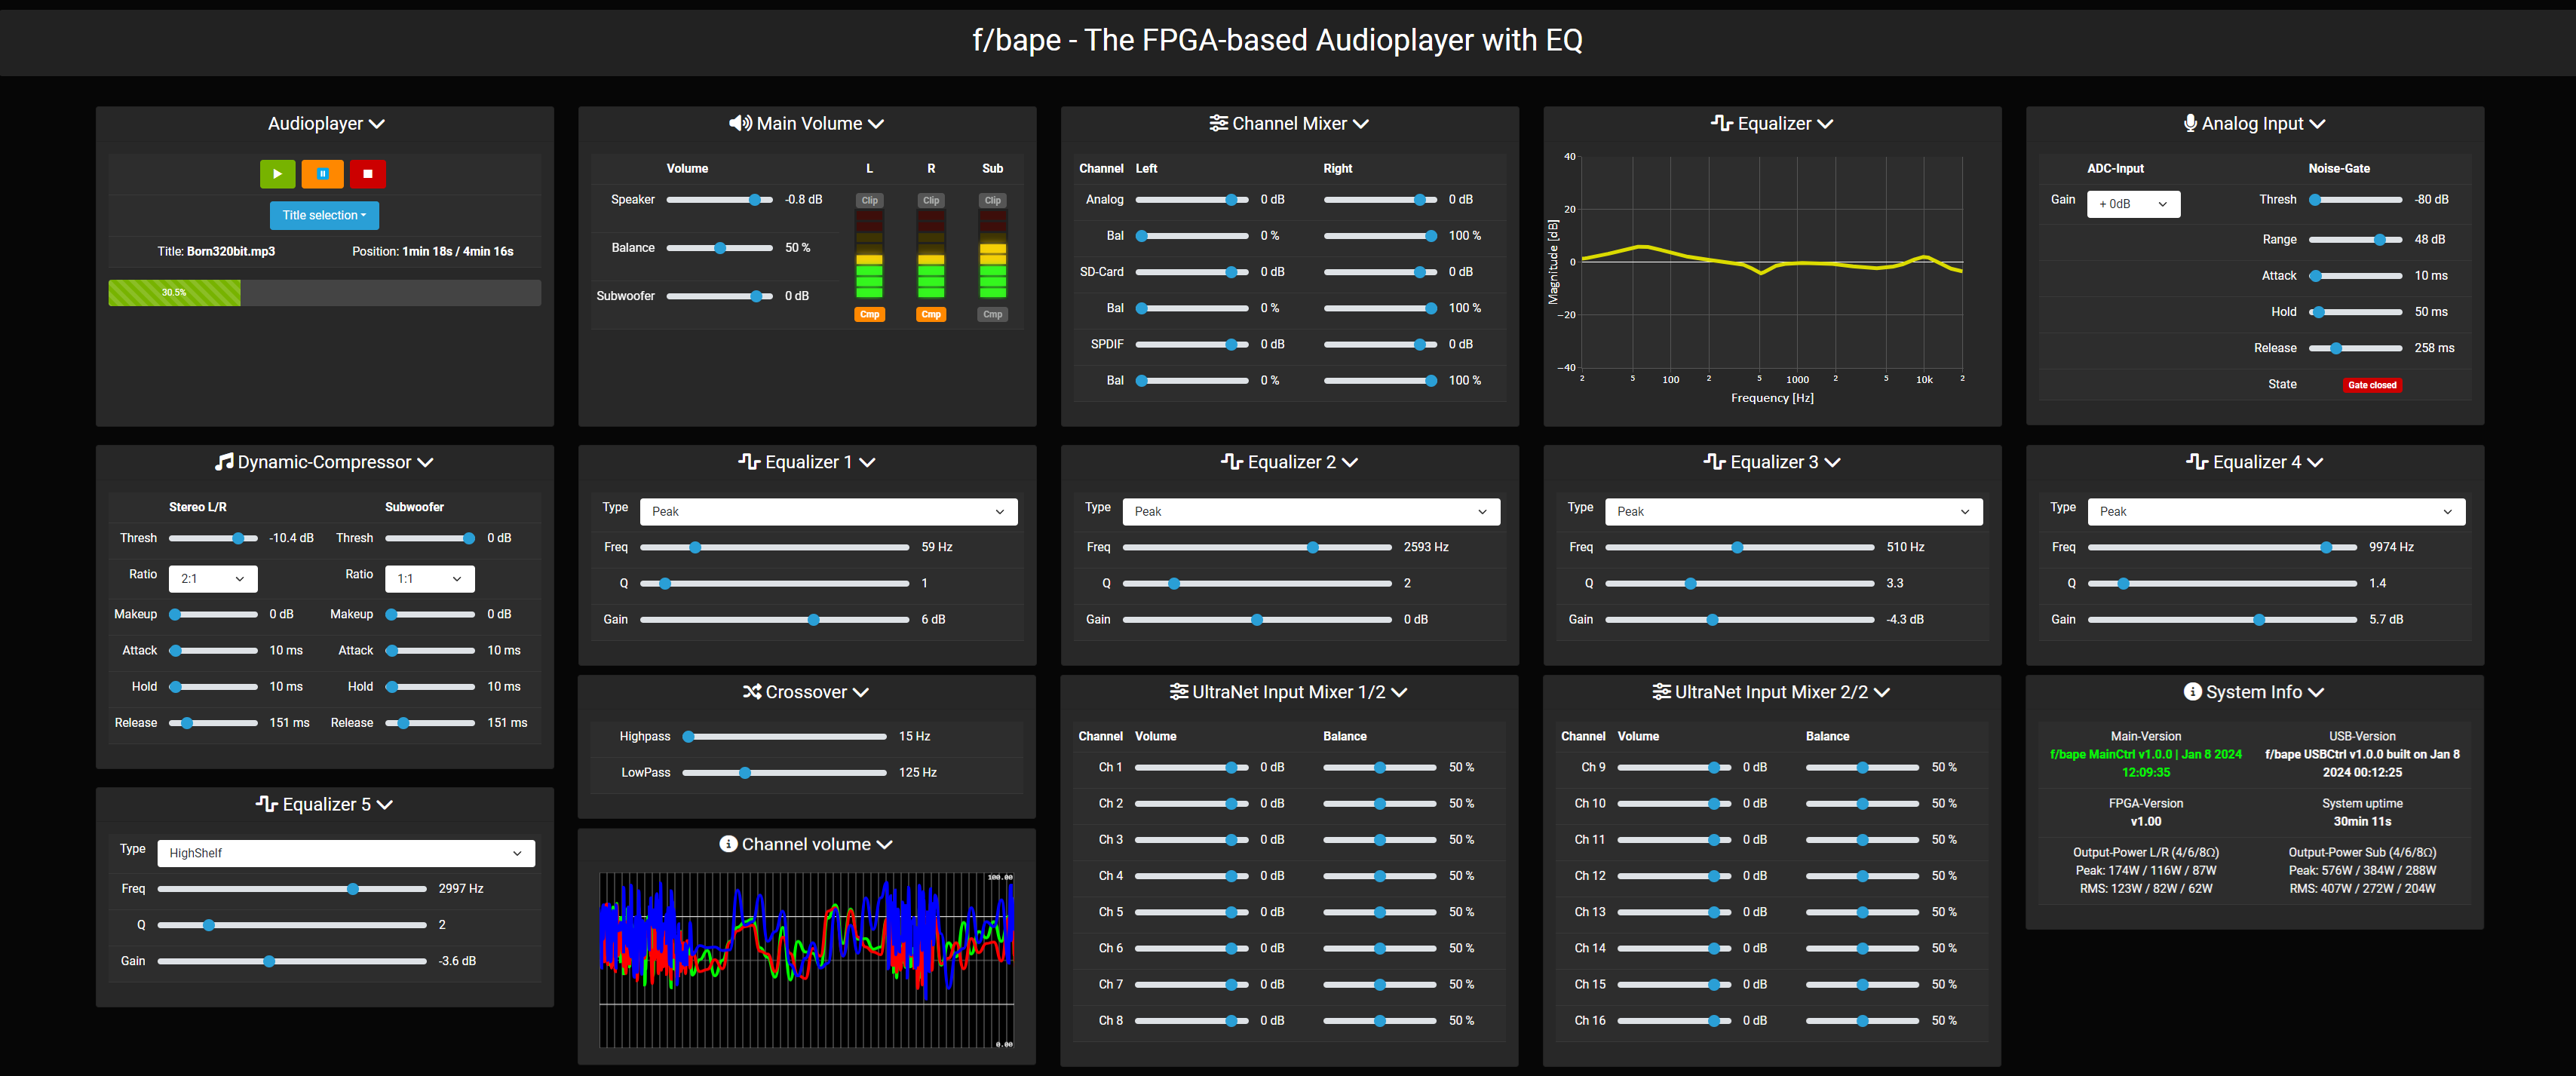 f/bape - The FPGA-based Audioplayer with EQ
Audioplayer
Title selection
Title: Born320bit.mp3 Position: 1min 18s / 4min 16s
30.5%
Main Volume
Volume L R Sub
Speaker -0.8 dB Clip Clip Clip
Balance 50 %
Subwoofer 0 dB
Cmp Cmp Cmp
Channel Mixer
Channel Left Right
Analog 0 dB 0 dB
Bal 0 % 100 %
SD-Card 0 dB 0 dB
Bal 0 % 100 %
SPDIF 0 dB 0 dB
Bal 0 % 100 %
Equalizer
Magnitude [dB]
40
20
0
−20
−40
2 5 100 2 5 1000 2 5 10k 2
Frequency [Hz]
Analog Input
ADC-Input Noise-Gate
Gain + 0dB Thresh -80 dB
Range 48 dB
Attack 10 ms
Hold 50 ms
Release 258 ms
State Gate closed
Dynamic-Compressor
Stereo L/R Subwoofer
Thresh -10.4 dB Thresh 0 dB
Ratio 2:1 Ratio 1:1
Makeup 0 dB Makeup 0 dB
Attack 10 ms Attack 10 ms
Hold 10 ms Hold 10 ms
Release 151 ms Release 151 ms
Equalizer 1
Type Peak
Freq 59 Hz
Q 1
Gain 6 dB
Equalizer 2
Type Peak
Freq 2593 Hz
Q 2
Gain 0 dB
Equalizer 3
Type Peak
Freq 510 Hz
Q 3.3
Gain -4.3 dB
Equalizer 4
Type Peak
Freq 9974 Hz
Q 1.4
Gain 5.7 dB
Equalizer 5
Type HighShelf
Freq 2997 Hz
Q 2
Gain -3.6 dB
Crossover
Highpass 15 Hz
LowPass 125 Hz
Channel volume
100.00
0.00
UltraNet Input Mixer 1/2
Channel Volume Balance
Ch 1 0 dB 50 %
Ch 2 0 dB 50 %
Ch 3 0 dB 50 %
Ch 4 0 dB 50 %
Ch 5 0 dB 50 %
Ch 6 0 dB 50 %
Ch 7 0 dB 50 %
Ch 8 0 dB 50 %
UltraNet Input Mixer 2/2
Channel Volume Balance
Ch 9 0 dB 50 %
Ch 10 0 dB 50 %
Ch 11 0 dB 50 %
Ch 12 0 dB 50 %
Ch 13 0 dB 50 %
Ch 14 0 dB 50 %
Ch 15 0 dB 50 %
Ch 16 0 dB 50 %
System Info
Main-Version
f/bape MainCtrl v1.0.0 | Jan 8 2024
12:09:35
USB-Version
f/bape USBCtrl v1.0.0 built on Jan 8
2024 00:12:25
FPGA-Version
v1.00
System uptime
30min 11s
Output-Power L/R (4/6/8Ω)
Peak: 174W / 116W / 87W
RMS: 123W / 82W / 62W
Output-Power Sub (4/6/8Ω)
Peak: 576W / 384W / 288W
RMS: 407W / 272W / 204W